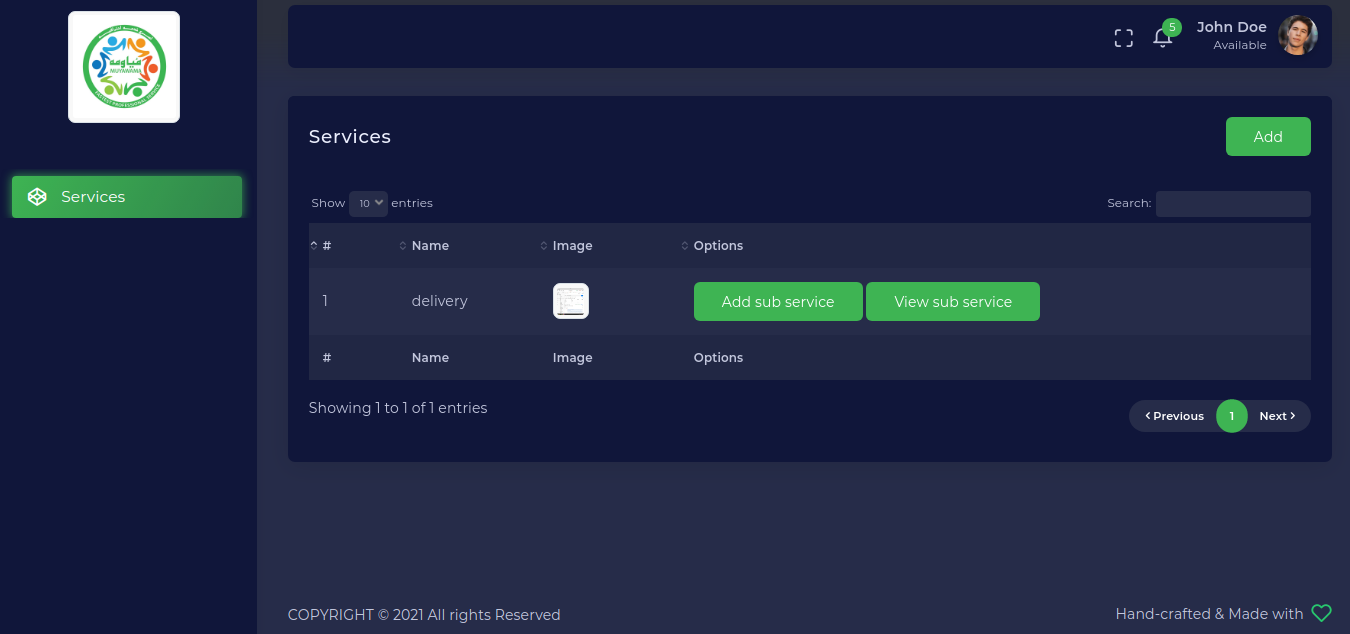 مياومه
MUYAWAMA
5
John Doe
Available
Services
Services
Add
Show 10 entries
Search:
# Name Image Options
1 delivery Add sub service View sub service
# Name Image Options
Showing 1 to 1 of 1 entries
Previous 1 Next
COPYRIGHT © 2021 All rights Reserved
Hand-crafted & Made with